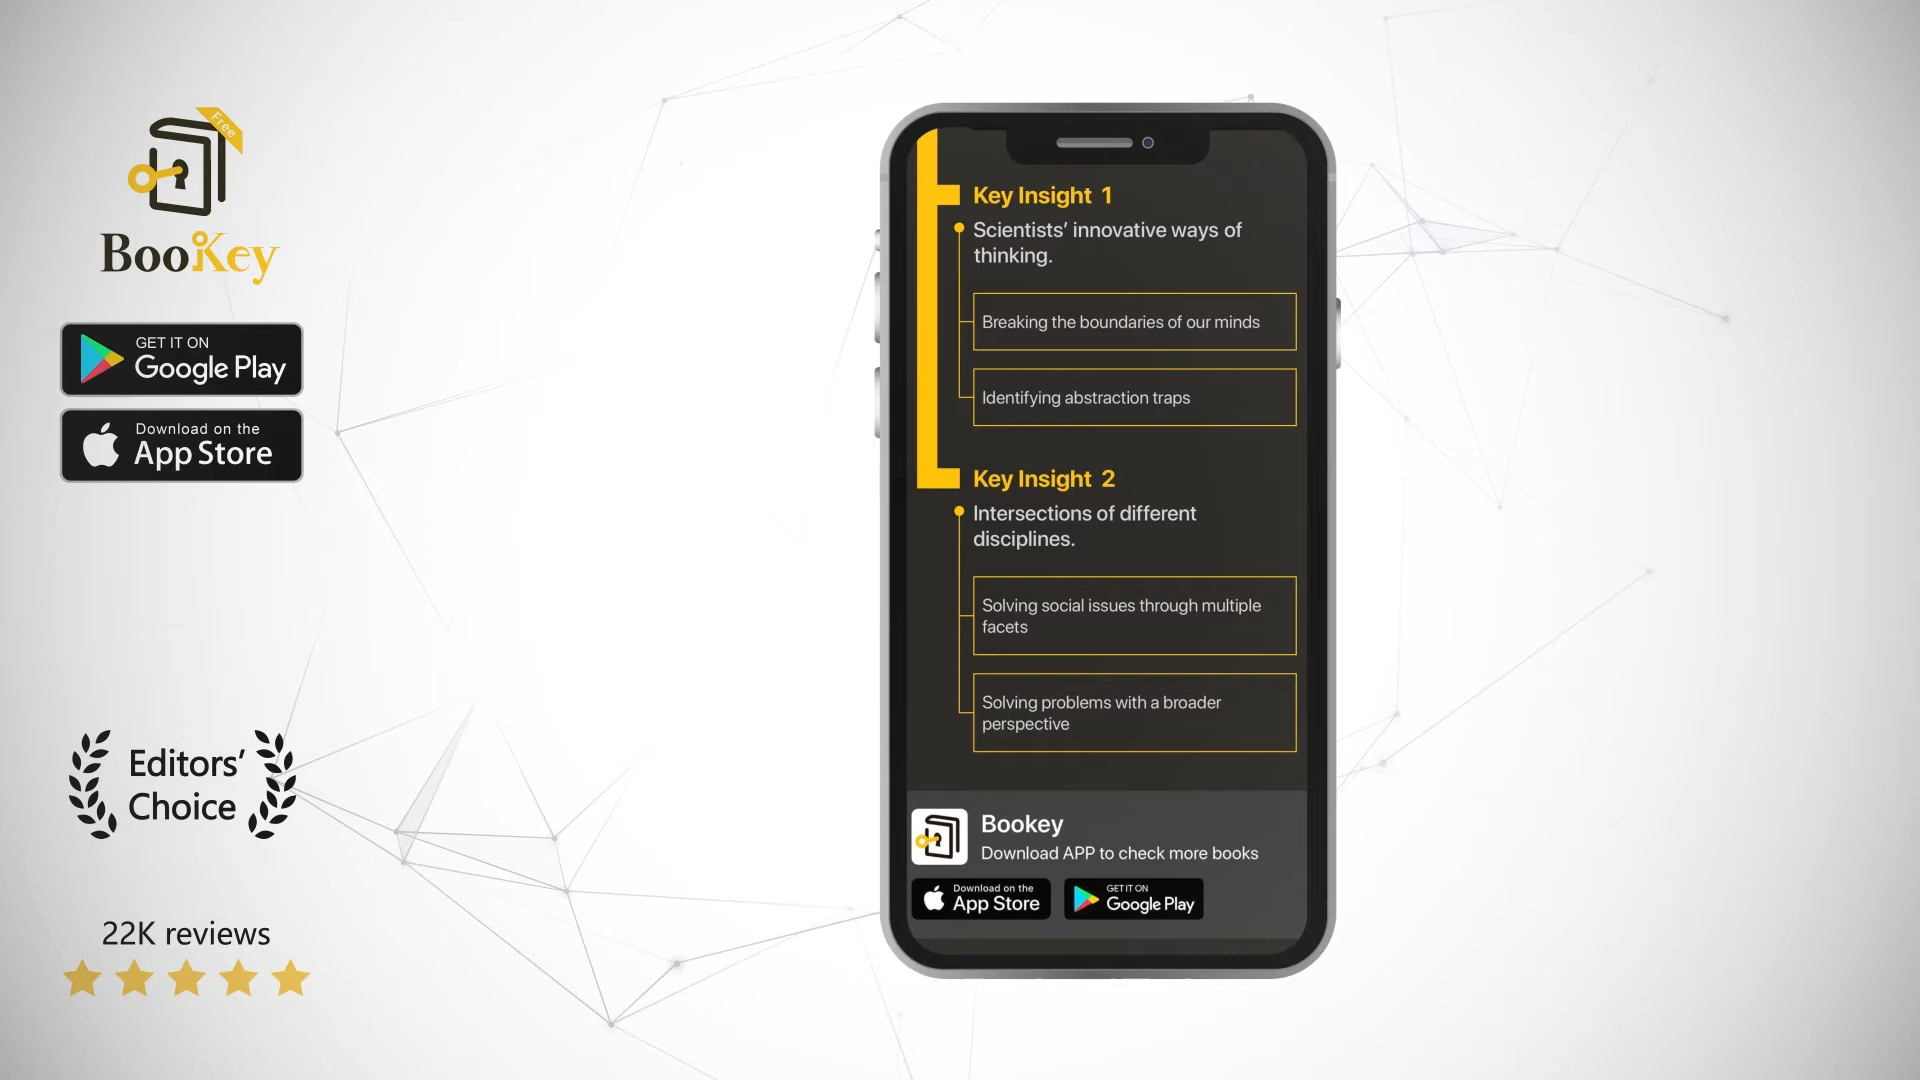 Free
BooKey
GET IT ON
Google Play
Download on the
App Store
Editors’
Choice
22K reviews
Key Insight 1
Scientists’ innovative ways of
thinking.
Breaking the boundaries of our minds
Identifying abstraction traps
Key Insight 2
Intersections of different
disciplines.
Solving social issues through multiple
facets
Solving problems with a broader
perspective
Bookey
Download APP to check more books
Download on the
App Store
GET IT ON
Google Play